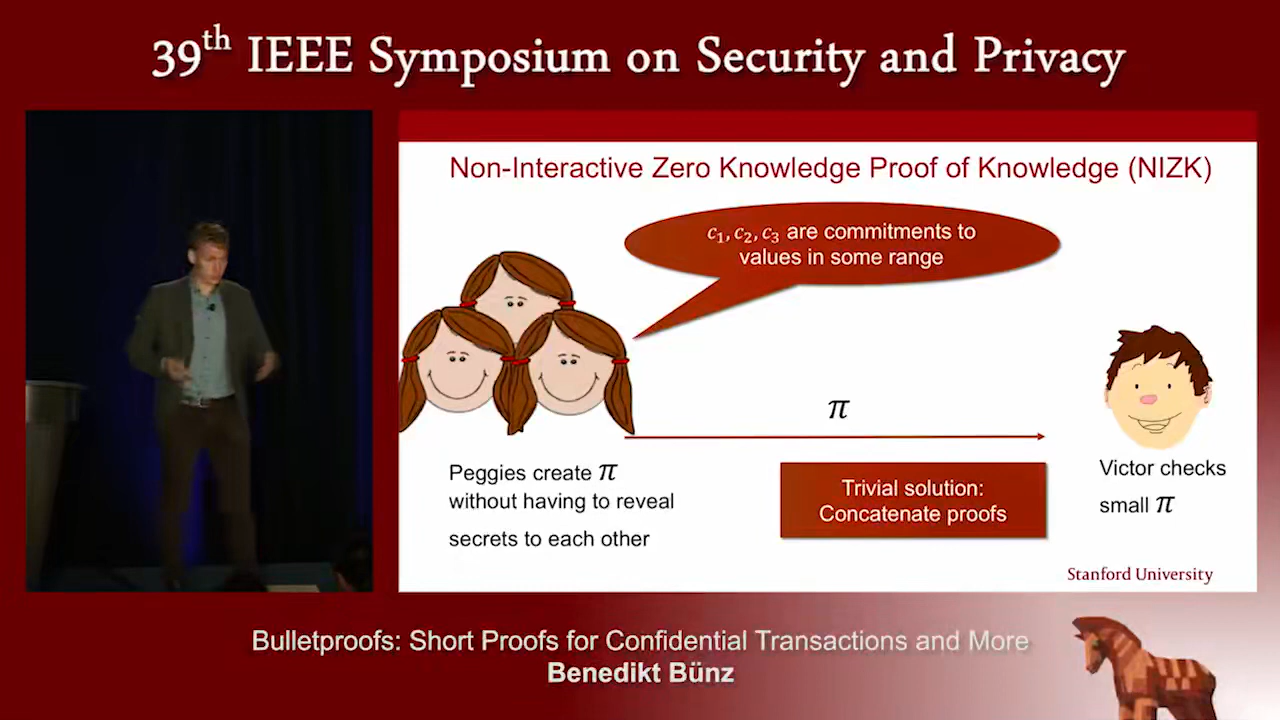 39th IEEE Symposium on Security and Privacy
Non-Interactive Zero Knowledge Proof of Knowledge (NIZK)
c₁, c₂, c₃ are commitments to
values in some range
π
Peggies create π
without having to reveal
secrets to each other
Trivial solution:
Concatenate proofs
Victor checks
small π
Stanford University
Bulletproofs: Short Proofs for Confidential Transactions and More
Benedikt Bünz